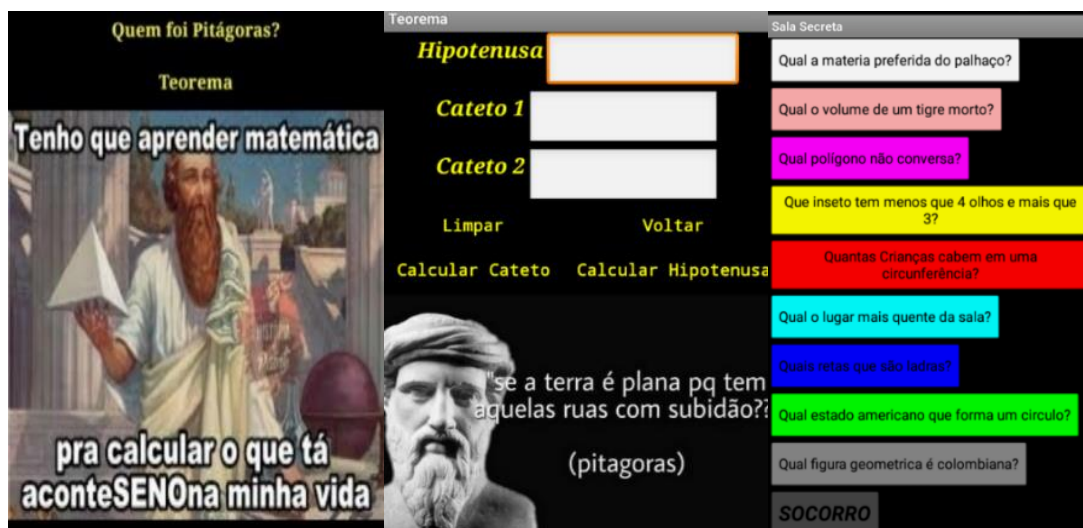 Quem foi Pitágoras?
Teorema
Tenho que aprender matemática
pra calcular o que tá
aconteSENOna minha vida
Teorema
Hipotenusa
Cateto 1
Cateto 2
Limpar Voltar
Calcular Cateto Calcular Hipotenusa
"se a terra é plana pq tem
aquelas ruas com subidão??
(pitagoras)
Sala Secreta
Qual a materia preferida do palhaço?
Qual o volume de um tigre morto?
Qual polígono não conversa?
Que inseto tem menos que 4 olhos e mais que
3?
Quantas Crianças cabem em uma
circunferência?
Qual o lugar mais quente da sala?
Quais retas que são ladras?
Qual estado americano que forma um circulo?
Qual figura geometrica é colombiana?
SOCORRO